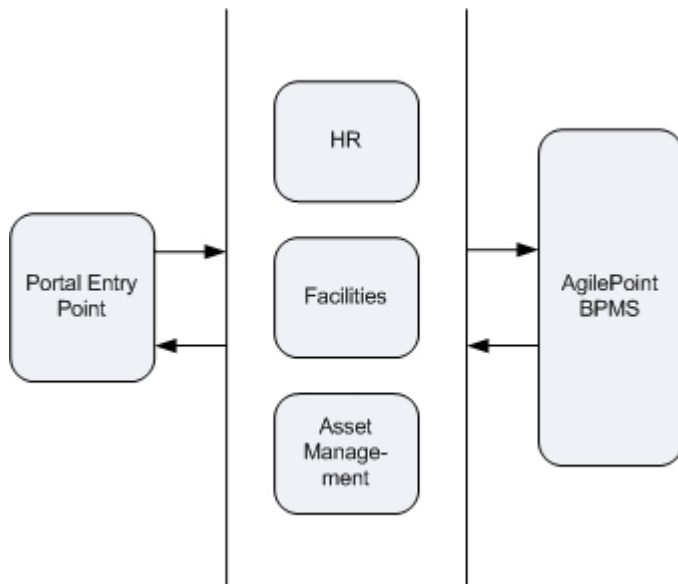 HR
Portal Entry
Point
Facilities
AgilePoint
BPMS
Asset
Manage-
ment